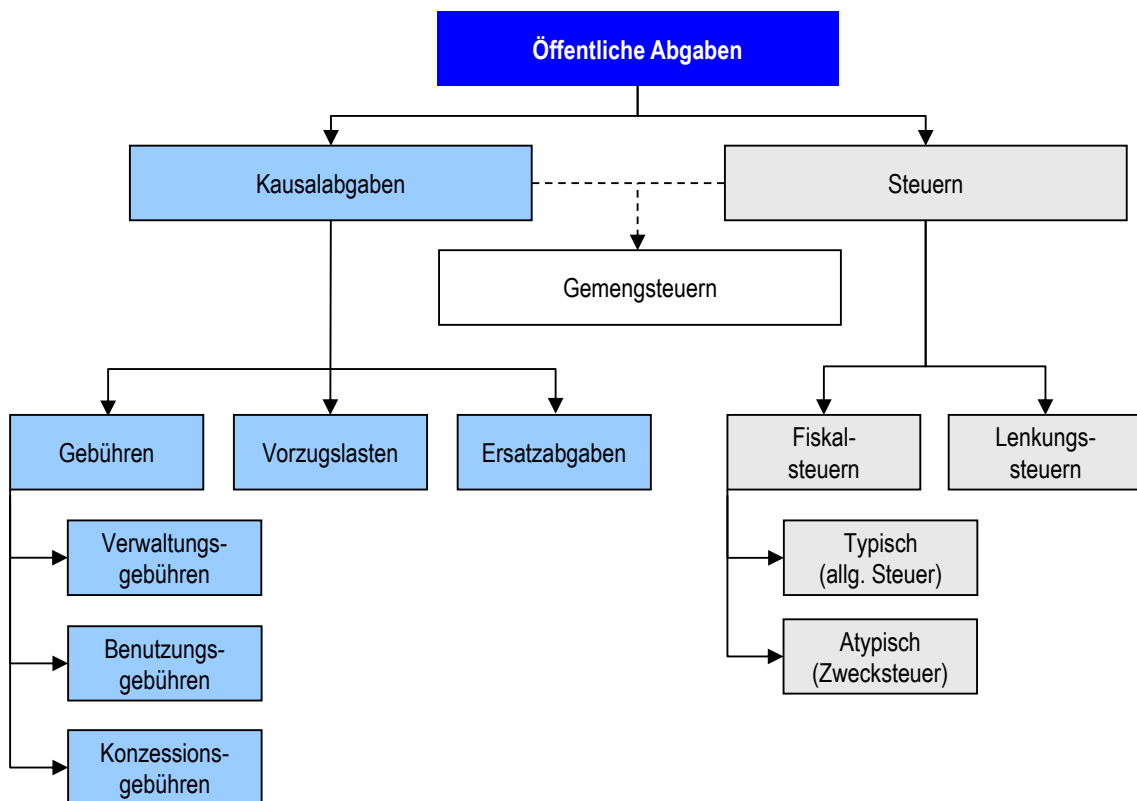 Öffentliche Abgaben
Kausalabgaben
Steuern
Gemengsteuern
Gebühren
Vorzugslasten
Ersatzabgaben
Fiskal-
steuern
Lenkungs-
steuern
Verwaltungs-
gebühren
Typisch
(allg. Steuer)
Benutzungs-
gebühren
Atypisch
(Zwecksteuer)
Konzessions-
gebühren